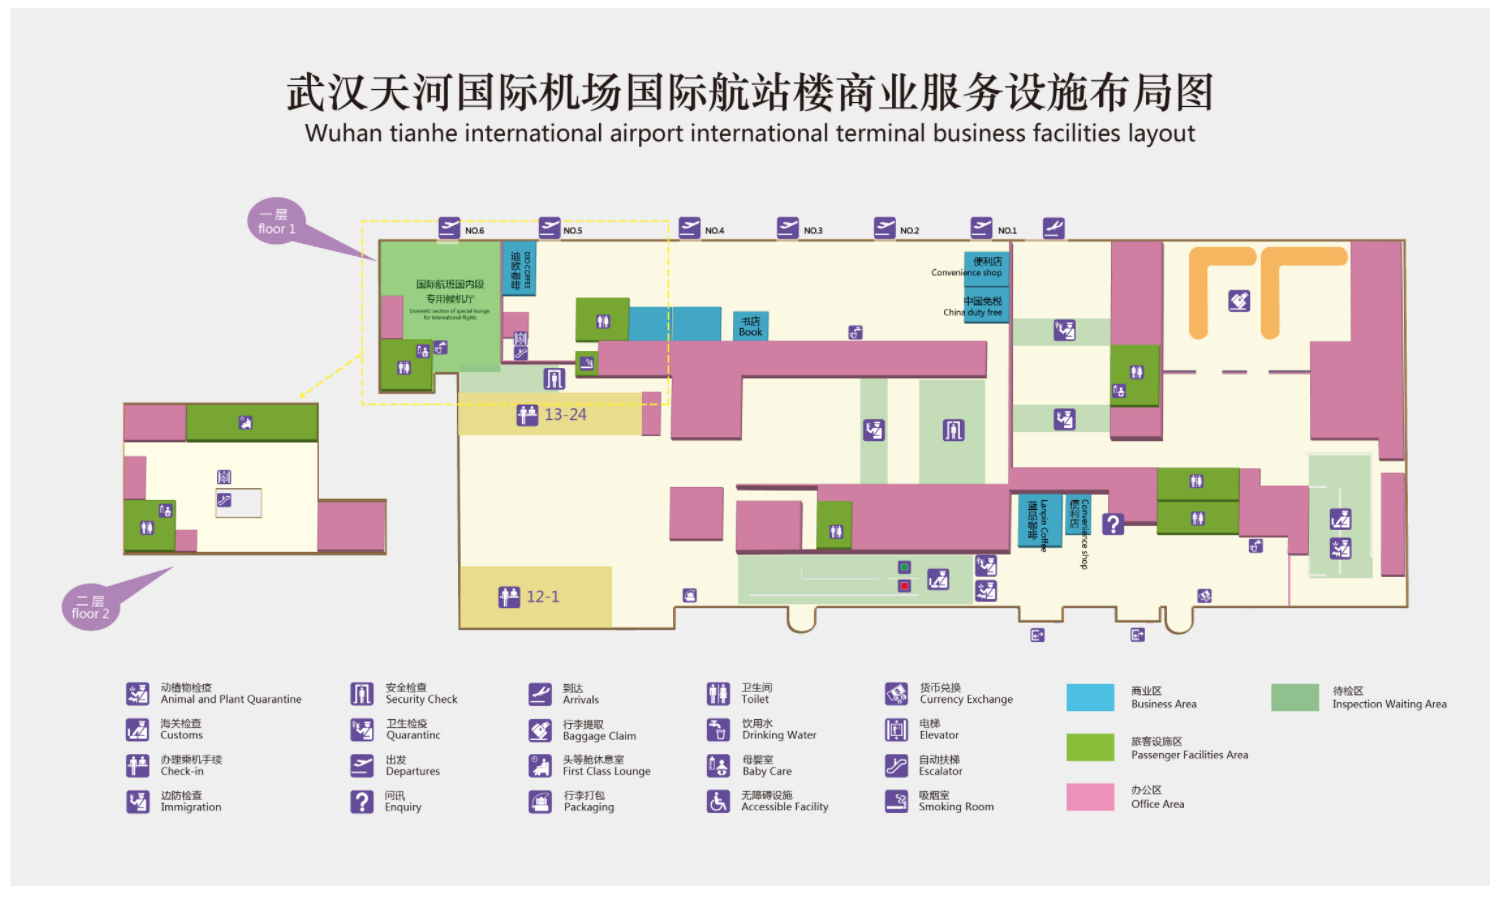 武汉天河国际机场国际航站楼商业服务设施布局图
Wuhan tianhe international airport international terminal business facilities layout
一层
floor 1
NO.6
NO.5
NO.4
NO.3
NO.2
NO.1
国际航班国内段
专用候机厅
Domestic section of special lounge
for international flights
迪欧咖啡
DIO COFFEE
书店
Book
便利店
Convenience shop
中国免税
China duty free
13-24
12-1
Lanpin Coffee
便利店
Convenience shop
二层
floor 2
动植物检疫
Animal and Plant Quarantine
海关检查
Customs
办理乘机手续
Check-in
边防检查
Immigration
安全检查
Security Check
卫生检疫
Quarantinc
出发
Departures
问讯
Enquiry
到达
Arrivals
行李提取
Baggage Claim
头等舱休息室
First Class Lounge
行李打包
Packaging
卫生间
Toilet
饮用水
Drinking Water
母婴室
Baby Care
无障碍设施
Accessible Facility
货币兑换
Currency Exchange
电梯
Elevator
自动扶梯
Escalator
吸烟室
Smoking Room
商业区
Business Area
旅客设施区
Passenger Facilities Area
办公区
Office Area
待检区
Inspection Waiting Area